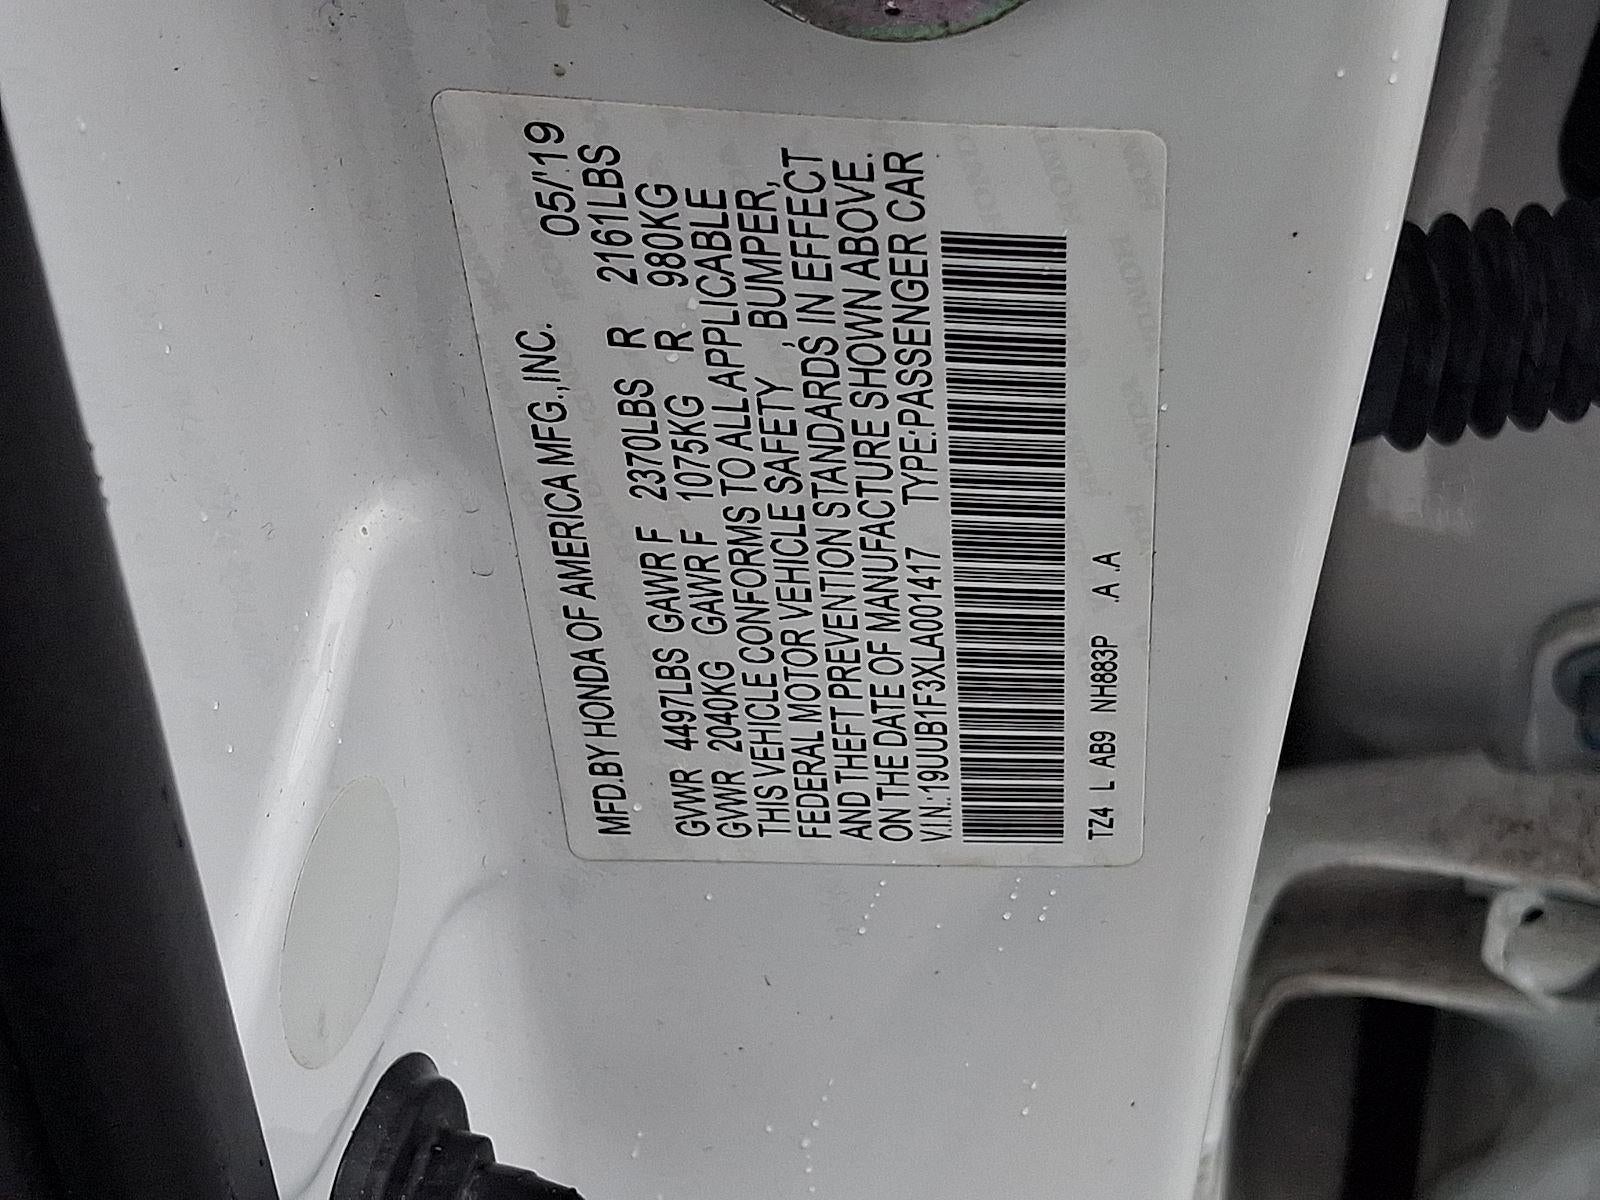 MFD.BY HONDA OF AMERICA MFG.,INC. 05/'19
GVWR 4497LBS GAWR F 2370LBS R 2161LBS
GVWR 2040KG GAWR F 1075KG R 980KG
THIS VEHICLE CONFORMS TO ALL APPLICABLE
FEDERAL MOTOR VEHICLE SAFETY , BUMPER,
AND THEFT PREVENTION STANDARDS, IN EFFECT
ON THE DATE OF MANUFACTURE SHOWN ABOVE.
V.I.N.:19UUB1F3XLA001417 TYPE:PASSENGER CAR
TZ4 L AB9 NH883P .A .A